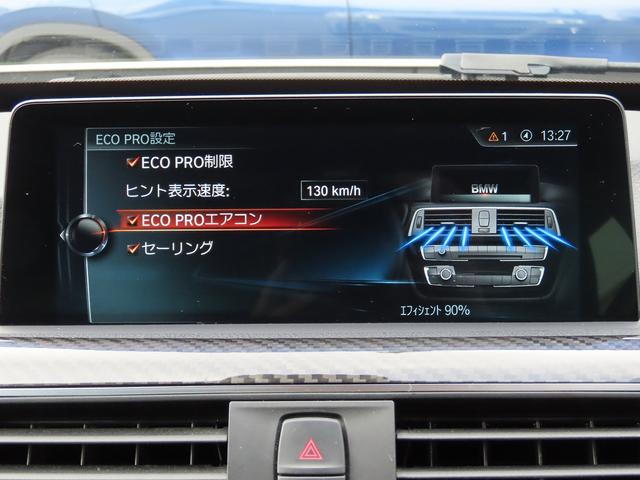 ECO PRO設定
1 13:27
ECO PRO制限
ヒント表示速度: 130 km/h
ECO PROエアコン
セーリング
BMW
エフィシェント 90%